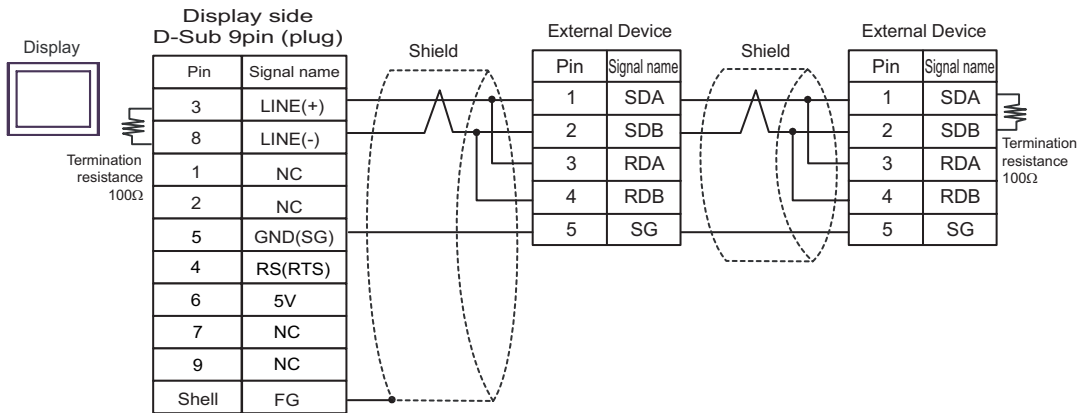 Display side
D-Sub 9pin (plug)
Display
Shield
External Device
Shield
External Device
Pin Signal name
3 LINE(+)
8 LINE(-)
1 NC
2 NC
5 GND(SG)
4 RS(RTS)
6 5V
7 NC
9 NC
Shell FG
Termination
resistance
100Ω
Pin Signal name
1 SDA
2 SDB
3 RDA
4 RDB
5 SG
Pin Signal name
1 SDA
2 SDB
3 RDA
4 RDB
5 SG
Termination
resistance
100Ω